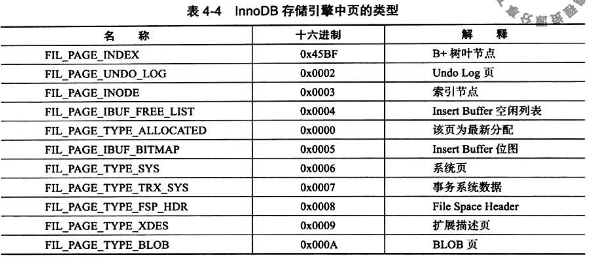 表 4-4 InnoDB 存储引擎中页的类型
名 称 十六进制 解 释
FIL_PAGE_INDEX 0x45BF B+ 树叶节点
FIL_PAGE_UNDO_LOG 0x0002 Undo Log 页
FIL_PAGE_INODE 0x0003 索引节点
FIL_PAGE_IBUF_FREE_LIST 0x0004 Insert Buffer 空闲列表
FIL_PAGE_TYPE_ALLOCATED 0x0000 该页为最新分配
FIL_PAGE_IBUF_BITMAP 0x0005 Insert Buffer 位图
FIL_PAGE_TYPE_SYS 0x0006 系统页
FIL_PAGE_TYPE_TRX_SYS 0x0007 事务系统数据
FIL_PAGE_TYPE_FSP_HDR 0x0008 File Space Header
FIL_PAGE_TYPE_XDES 0x0009 扩展描述页
FIL_PAGE_TYPE_BLOB 0x000A BLOB 页